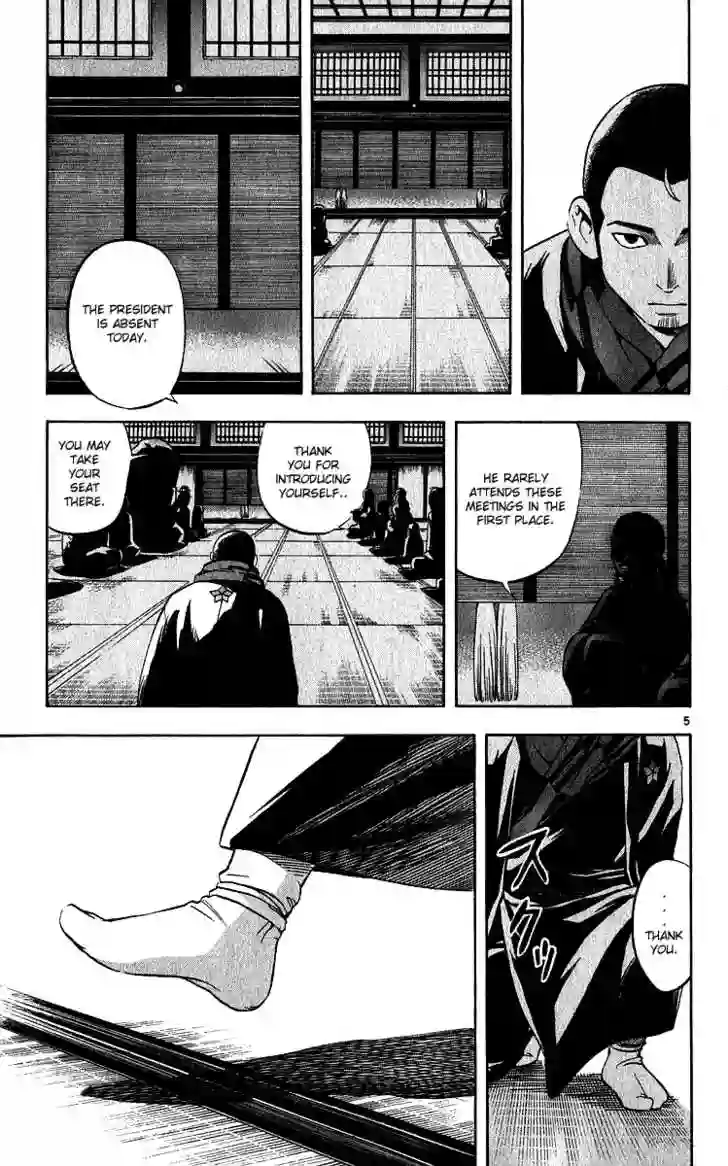 THE PRESIDENT
IS ABSENT
TODAY.
HE RARELY
ATTENDS THESE
MEETINGS IN
THE FIRST PLACE.
THANK
YOU FOR
INTRODUCING
YOURSELF..
YOU MAY
TAKE
YOUR
SEAT
THERE.
5
スッ
. . . .
THANK
YOU.